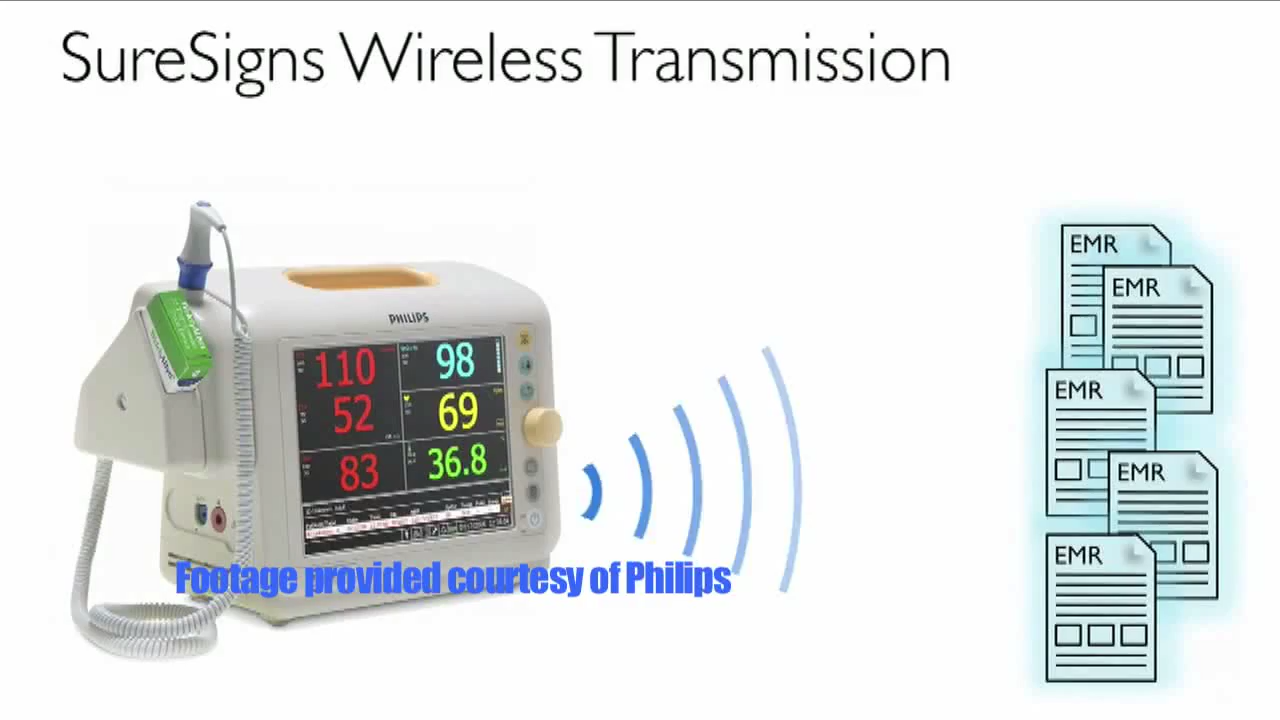 SureSigns Wireless Transmission
PHILIPS
110
98
52
69
83
36.8
EMR
EMR
EMR
EMR
EMR
Footage provided courtesy of Philips